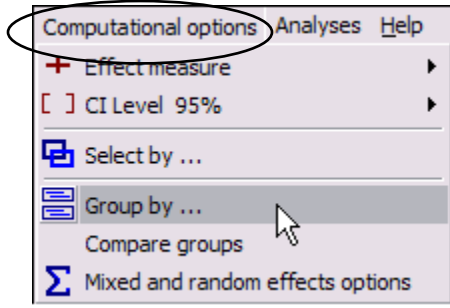 Computational options Analyses Help
Effect measure
[ ] CI Level 95%
Select by ...
Group by ...
Compare groups
Σ Mixed and random effects options